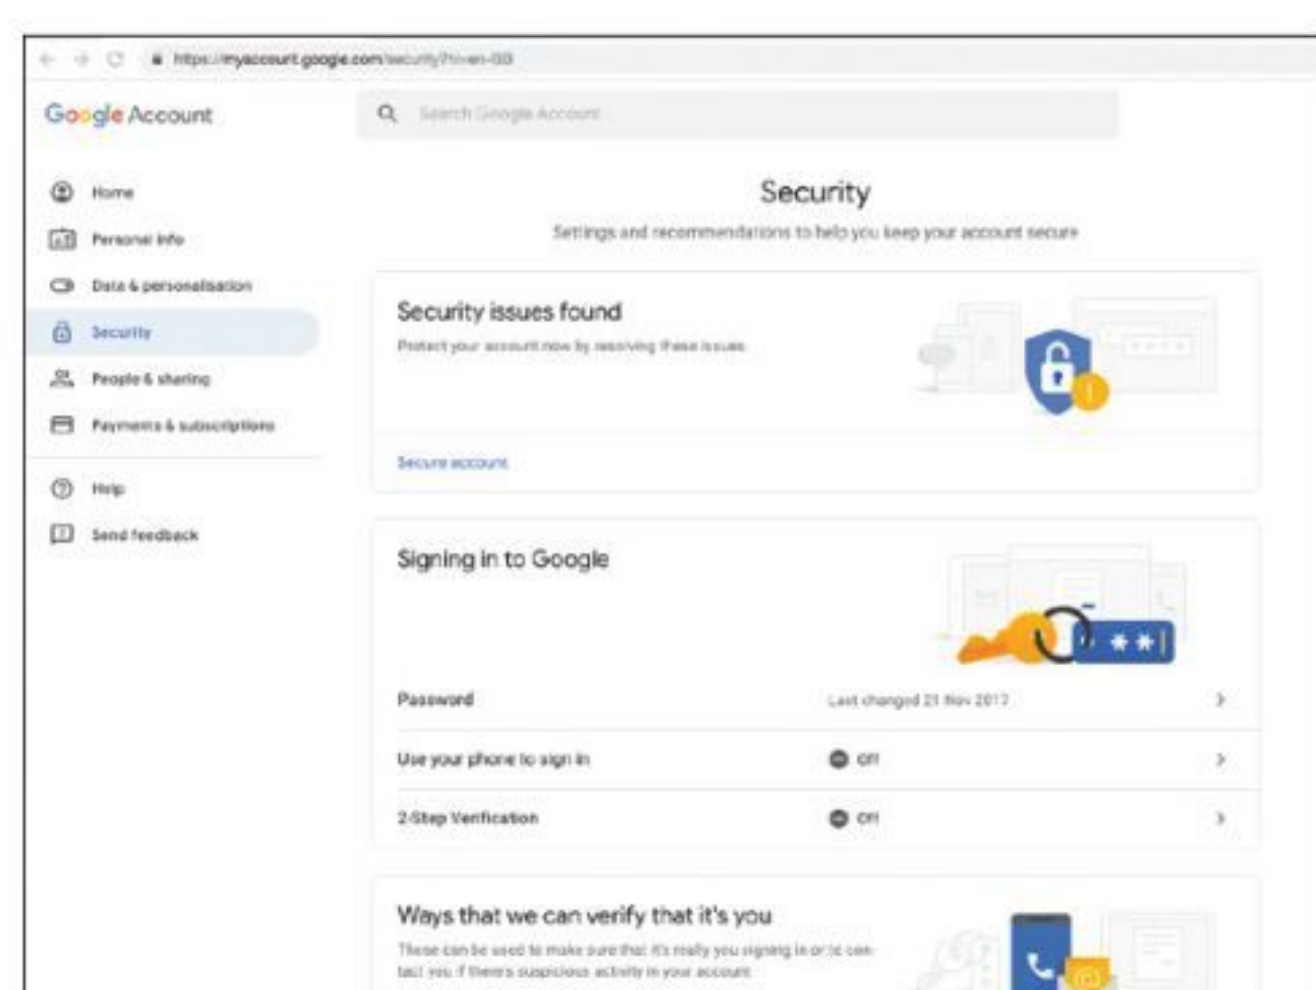 https://myaccount.google.com/security?hl=en-GB
Google Account
Search Google Account
Home
Personal info
Data & personalisation
Security
People & sharing
Payments & subscriptions
Help
Send feedback
Security
Settings and recommendations to help you keep your account secure
Security issues found
Protect your account now by resolving these issues
Secure account
Signing in to Google
Password Last changed 21 Nov 2017
Use your phone to sign in Off
2-Step Verification Off
Ways that we can verify that it's you
These can be used to make sure that it's really you signing in or to con-
tact you if there's suspicious activity in your account